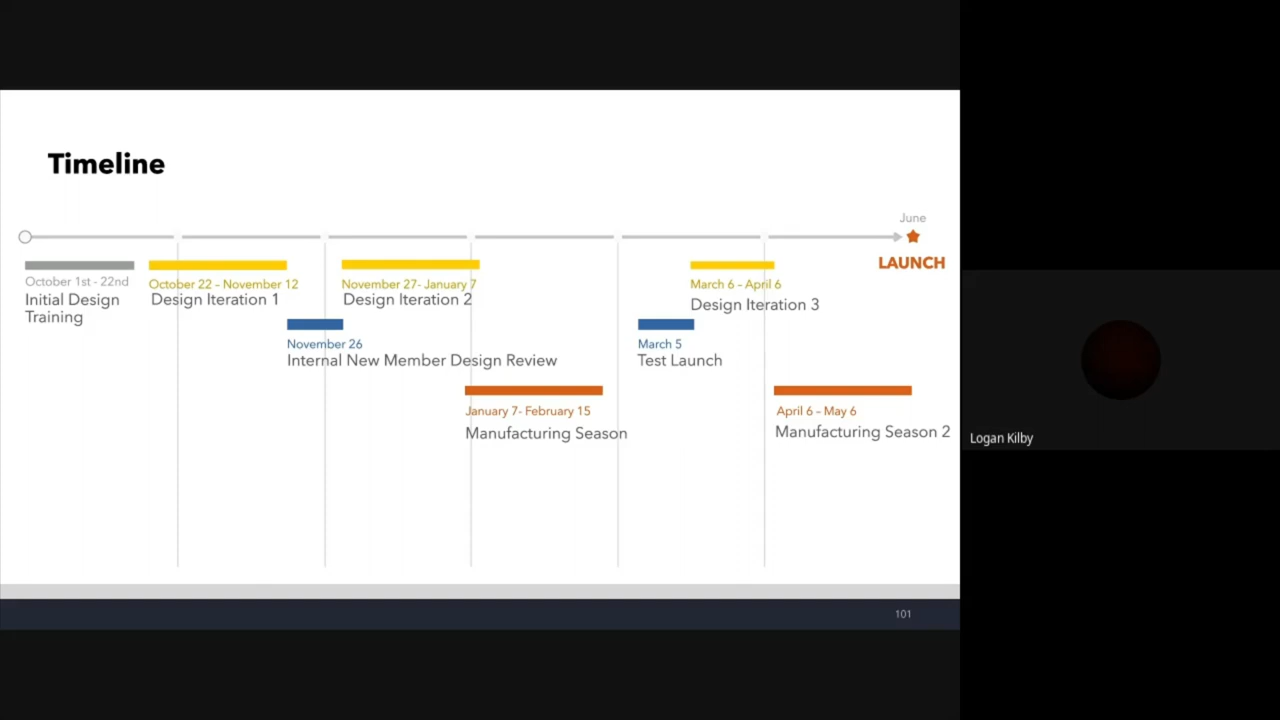 Timeline
June
LAUNCH
October 1st - 22nd
Initial Design
Training
October 22 – November 12
Design Iteration 1
November 27- January 7
Design Iteration 2
March 6 – April 6
Design Iteration 3
November 26
Internal New Member Design Review
March 5
Test Launch
January 7- February 15
Manufacturing Season
April 6 – May 6
Manufacturing Season 2
Logan Kilby
101